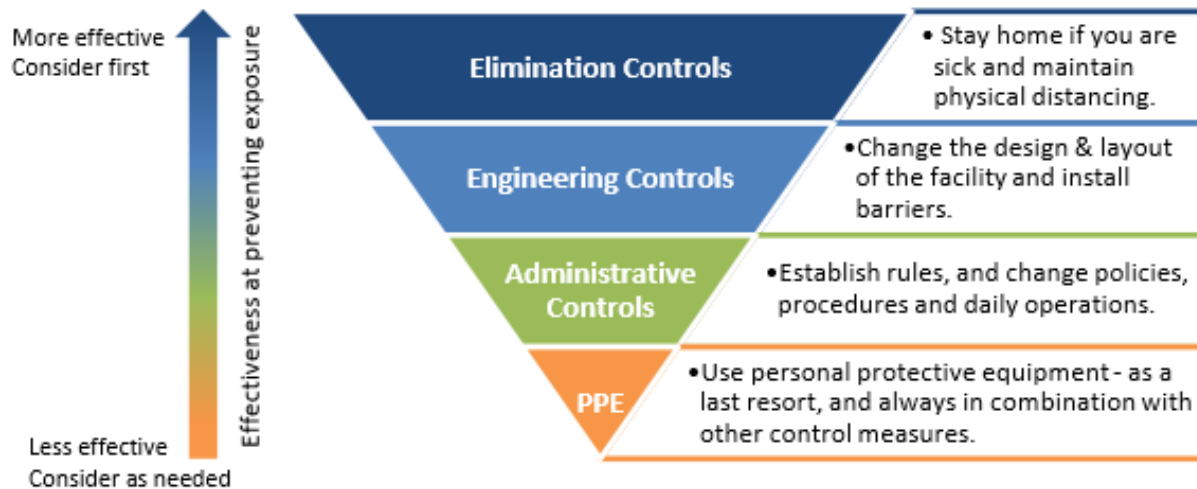 More effective
Consider first
Effectiveness at preventing exposure
Less effective
Consider as needed
Elimination Controls
• Stay home if you are
sick and maintain
physical distancing.
Engineering Controls
•Change the design & layout
of the facility and install
barriers.
Administrative
Controls
•Establish rules, and change policies,
procedures and daily operations.
PPE
•Use personal protective equipment - as a
last resort, and always in combination with
other control measures.